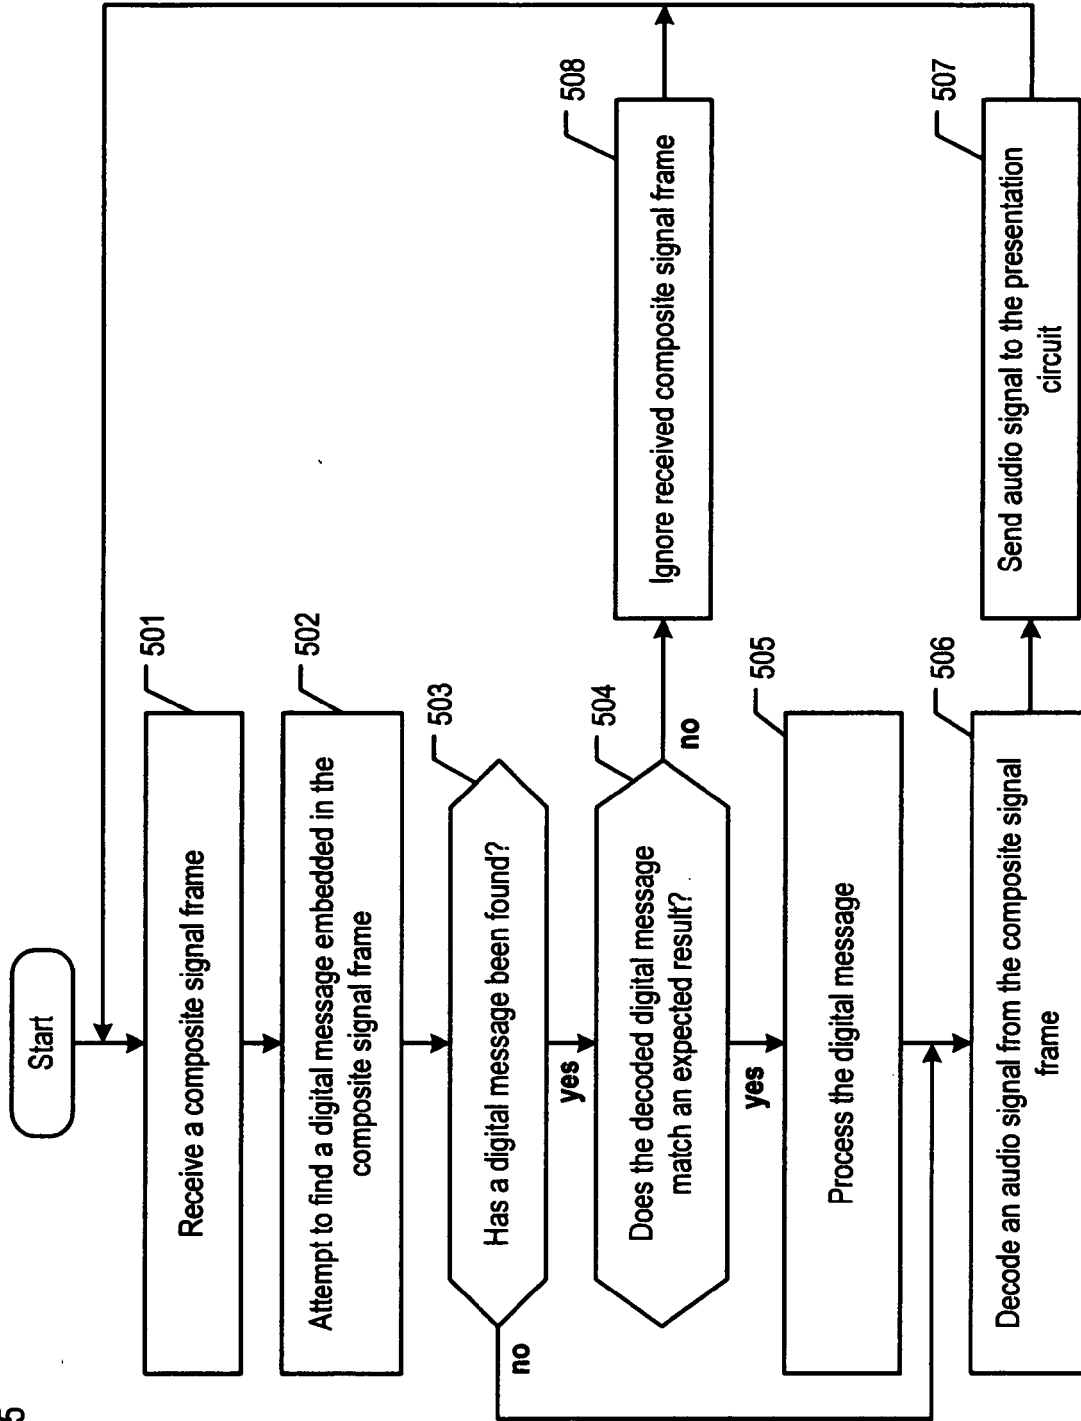 5
Start
Receive a composite signal frame
501
Attempt to find a digital message embedded in the
composite signal frame
502
Has a digital message been found?
503
no
yes
Does the decoded digital message
match an expected result?
504
no
yes
Ignore received composite signal frame
508
Process the digital message
505
Decode an audio signal from the composite signal
frame
506
Send audio signal to the presentation
circuit
507